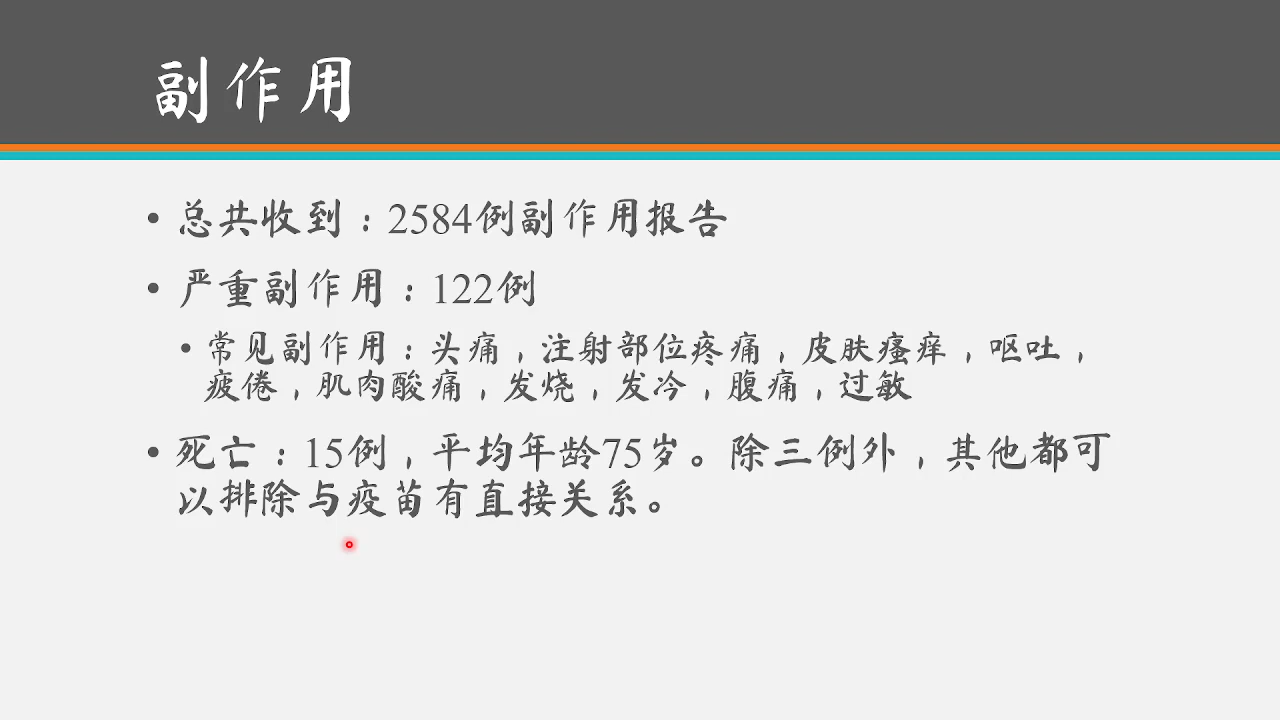 副作用
• 总共收到：2584例副作用报告
• 严重副作用：122例
• 常见副作用：头痛，注射部位疼痛，皮肤瘙痒，呕吐，
疲倦，肌肉酸痛，发烧，发冷，腹痛，过敏
• 死亡：15例，平均年龄75岁。除三例外，其他都可
以排除与疫苗有直接关系。